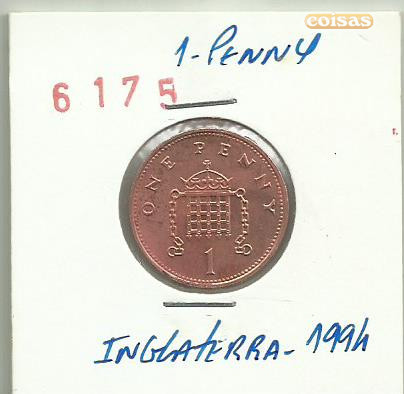 coisas
1-PENNY
6175
ONE PENNY
1
INGLATERRA-1994